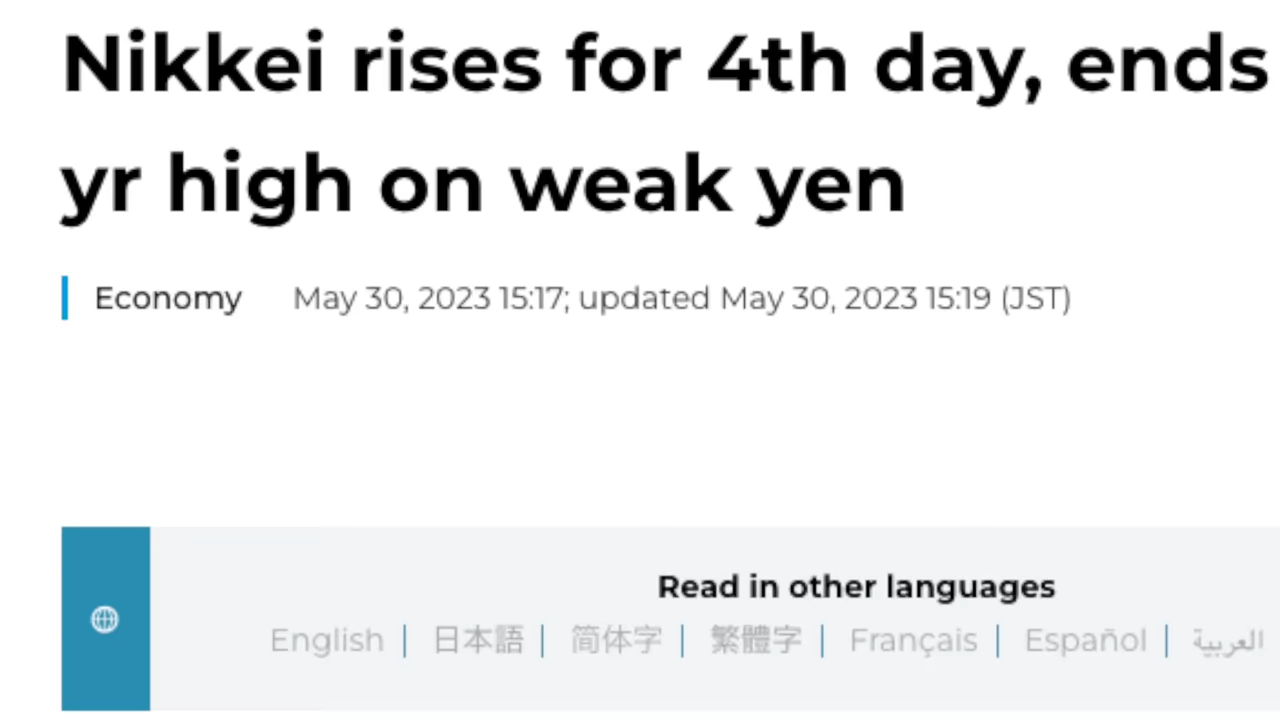 Nikkei rises for 4th day, ends
yr high on weak yen
Economy May 30, 2023 15:17; updated May 30, 2023 15:19 (JST)
Read in other languages
English | 日本語 | 简体字 | 繁體字 | Français | Español | العربية